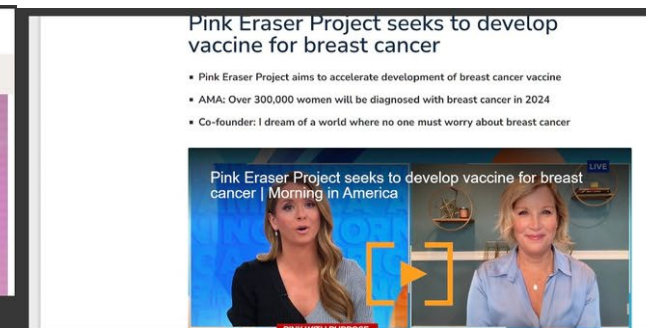 Pink Eraser Project seeks to develop
vaccine for breast cancer
Pink Eraser Project aims to accelerate development of breast cancer vaccine
AMA: Over 300,000 women will be diagnosed with breast cancer in 2024
Co-founder: I dream of a world where no one must worry about breast cancer
LIVE
Pink Eraser Project seeks to develop vaccine for breast
cancer | Morning in America
PINK WITH PURPOSE